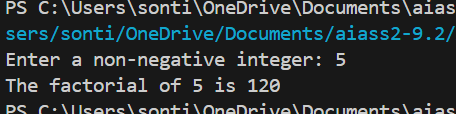 PS C:\Users\sonti\OneDrive\Documents\aias
sers/sonti/OneDrive/Documents/aiass2-9.2/
Enter a non-negative integer: 5
The factorial of 5 is 120
PS C:\Users\sonti\OneDrive\Documents\aias